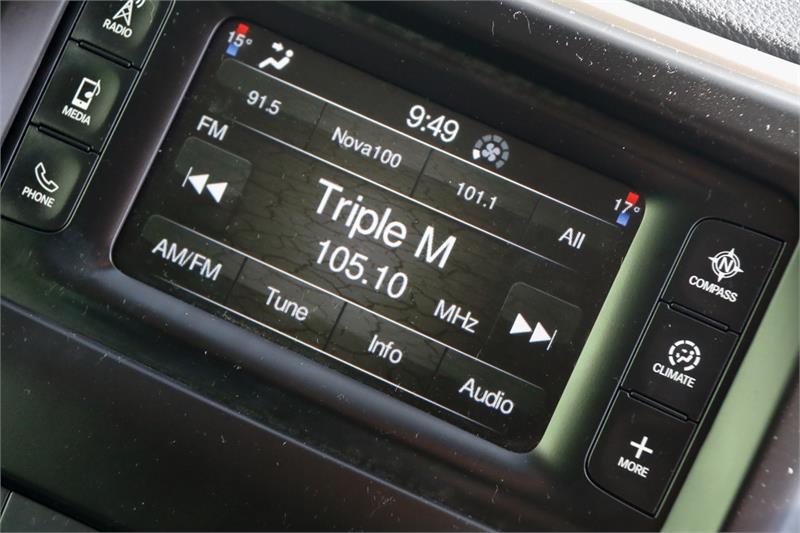 RADIO
MEDIA
PHONE
15°
9:49
17°
91.5
Nova100
101.1
All
FM
Triple M
105.10
MHz
AM/FM
Tune
Info
Audio
N
COMPASS
CLIMATE
MORE